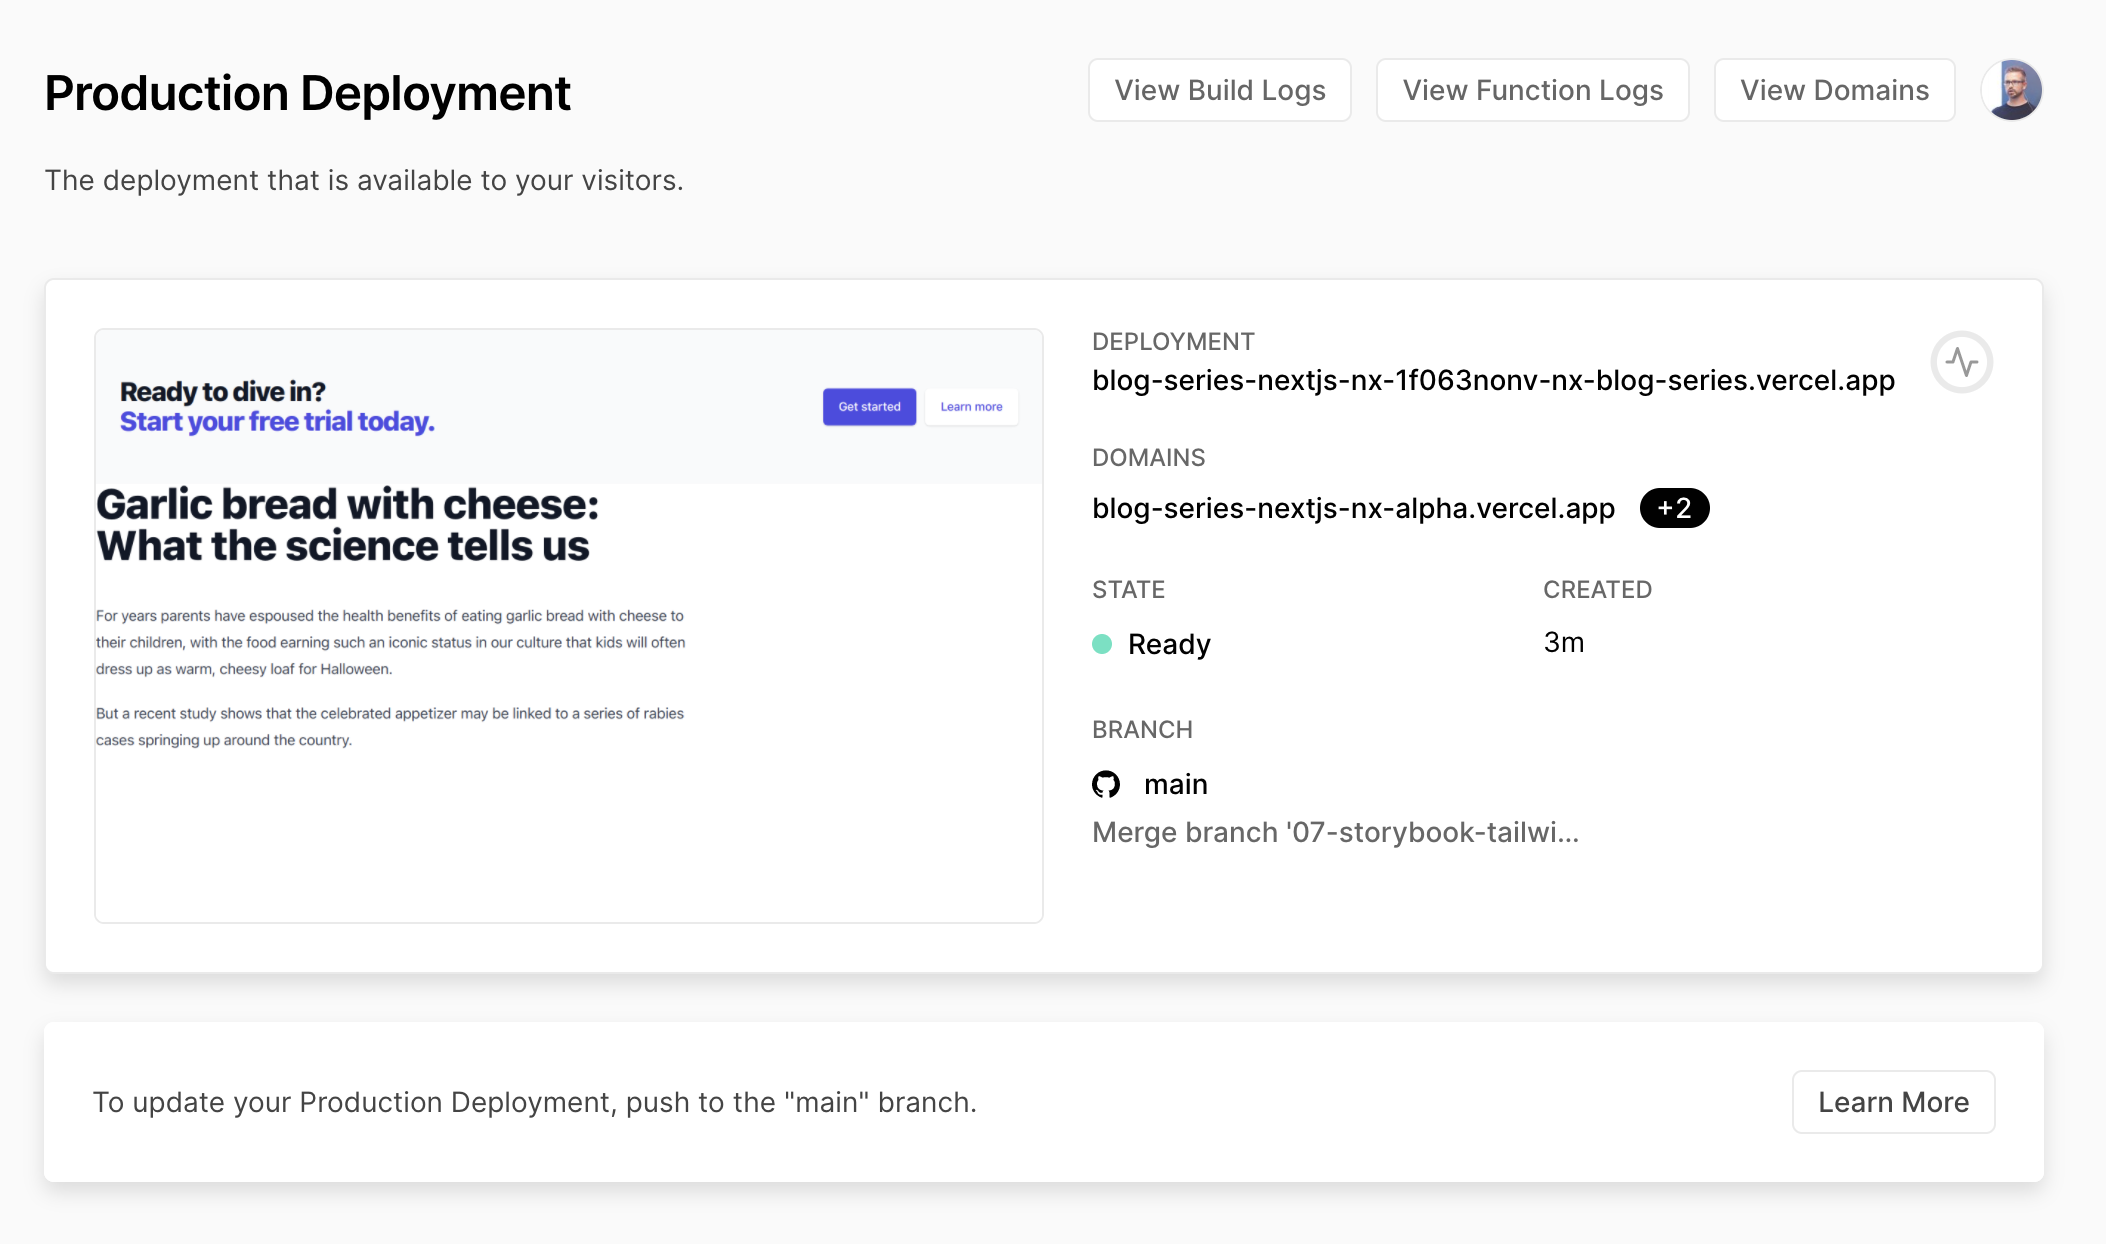 Production Deployment
View Build Logs
View Function Logs
View Domains
The deployment that is available to your visitors.
Ready to dive in?
Start your free trial today.
Get started
Learn more
Garlic bread with cheese:
What the science tells us
For years parents have espoused the health benefits of eating garlic bread with cheese to
their children, with the food earning such an iconic status in our culture that kids will often
dress up as warm, cheesy loaf for Halloween.
But a recent study shows that the celebrated appetizer may be linked to a series of rabies
cases springing up around the country.
DEPLOYMENT
blog-series-nextjs-nx-1f063nonv-nx-blog-series.vercel.app
DOMAINS
blog-series-nextjs-nx-alpha.vercel.app +2
STATE
Ready
CREATED
3m
BRANCH
main
Merge branch '07-storybook-tailwi...
To update your Production Deployment, push to the "main" branch.
Learn More